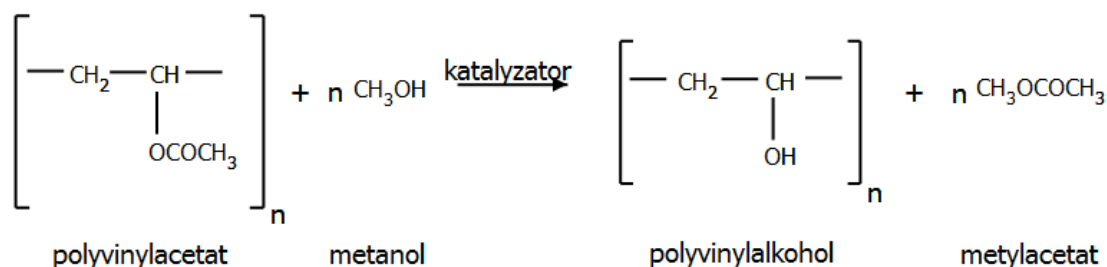 CH₂ CH
OCOCH₃
n
+ n CH₃OH
katalyzator
CH₂ CH
OH
n
+ n CH₃OCOCH₃
polyvinylacetat metanol polyvinylalkohol metylacetat